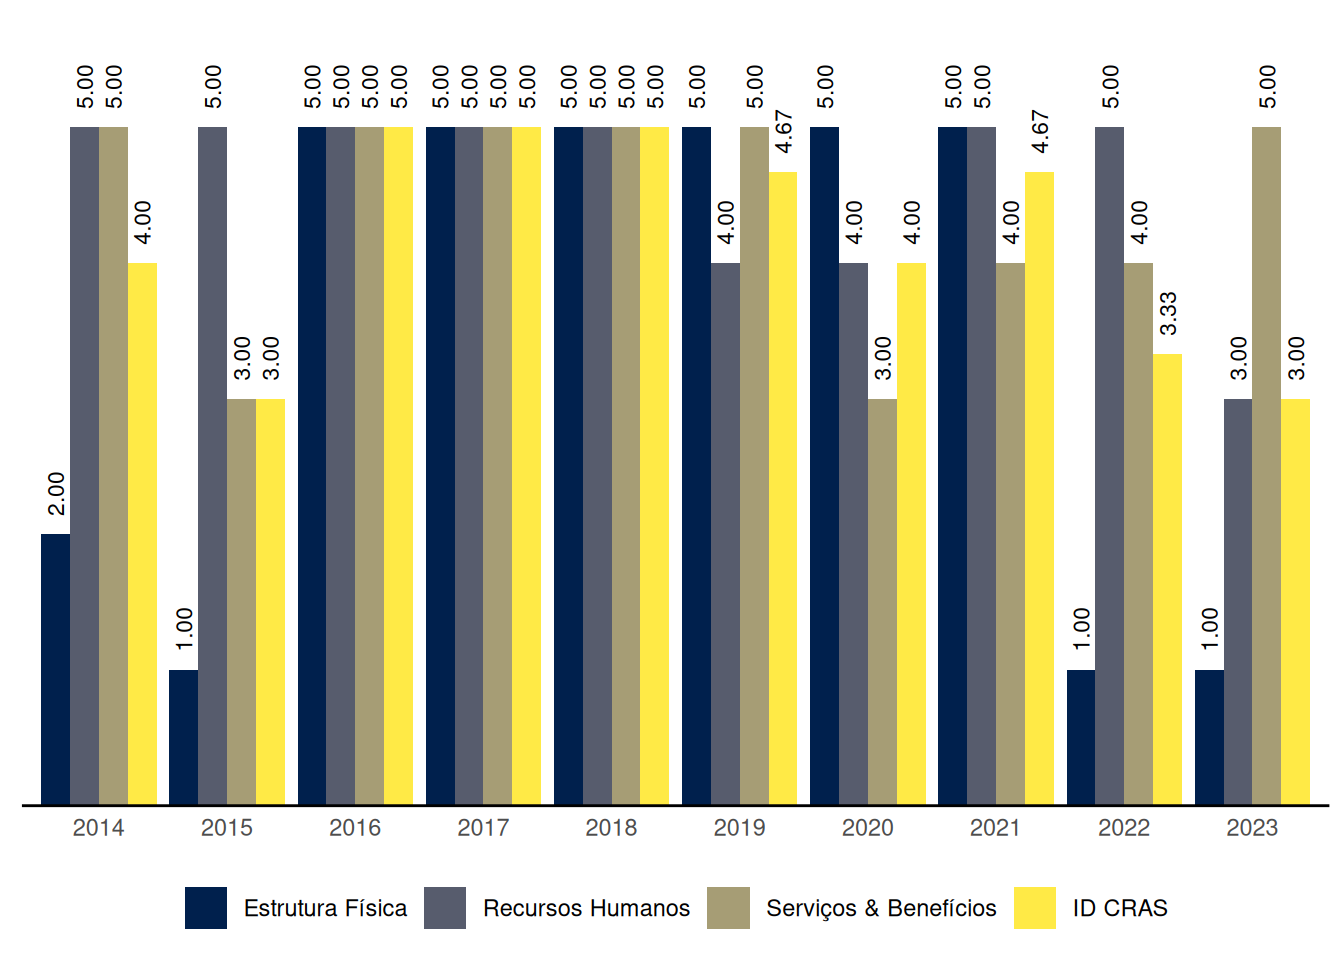 2.00 5.00 5.00 4.00 1.00 5.00 3.00 3.00 5.00 5.00 5.00 5.00 5.00 5.00 5.00 5.00 5.00 5.00 5.00 5.00 5.00 4.00 5.00 4.67 5.00 4.00 3.00 4.00 5.00 5.00 4.00 4.67 1.00 5.00 4.00 3.33 1.00 3.00 5.00 3.00
2014 2015 2016 2017 2018 2019 2020 2021 2022 2023
Estrutura Física Recursos Humanos Serviços & Benefícios ID CRAS